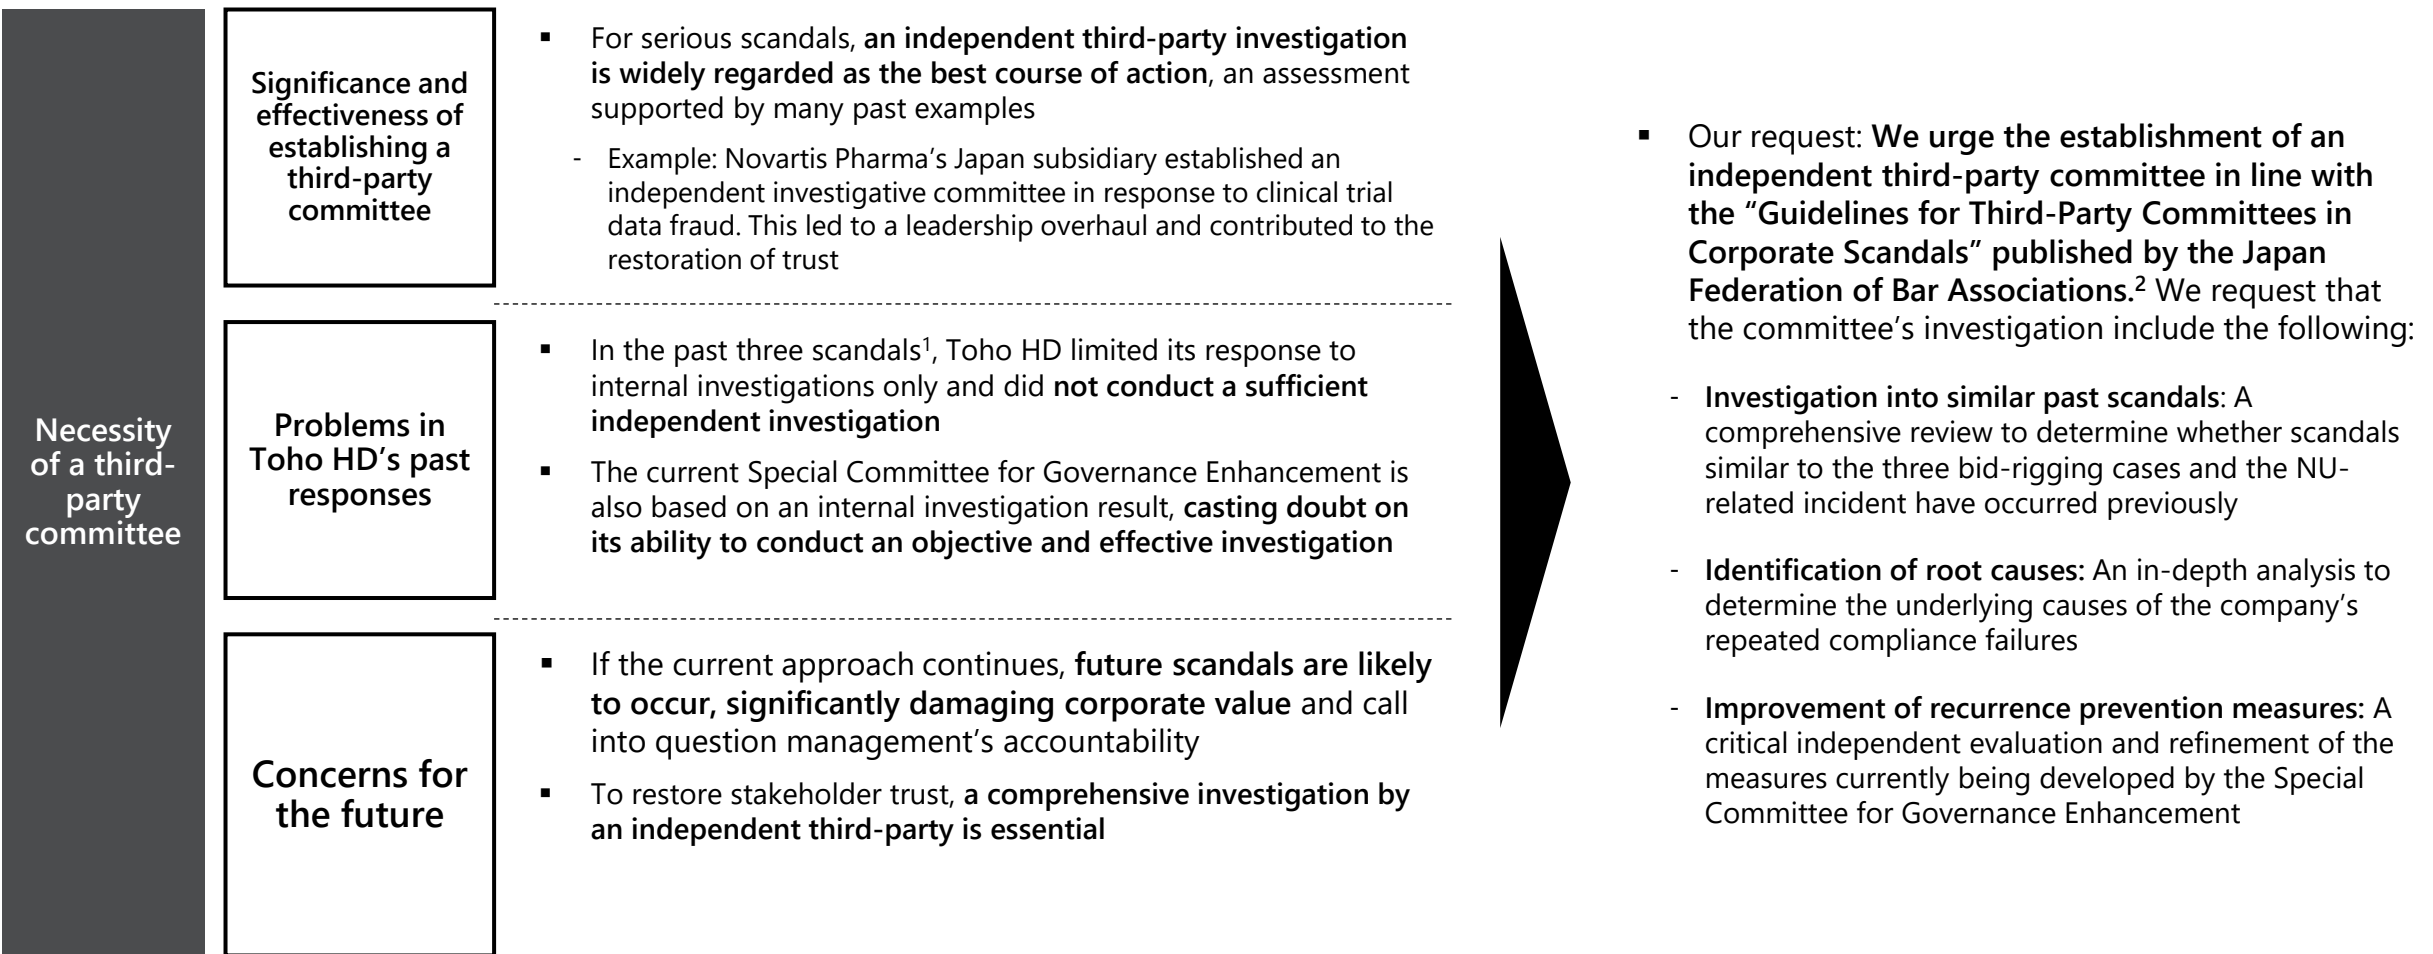 Necessity
of a third-
party
committee
Significance and
effectiveness of
establishing a
third-party
committee
▪ For serious scandals, an independent third-party investigation
is widely regarded as the best course of action, an assessment
supported by many past examples
- Example: Novartis Pharma’s Japan subsidiary established an
independent investigative committee in response to clinical trial
data fraud. This led to a leadership overhaul and contributed to the
restoration of trust
Problems in
Toho HD’s past
responses
▪ In the past three scandals¹, Toho HD limited its response to
internal investigations only and did not conduct a sufficient
independent investigation
▪ The current Special Committee for Governance Enhancement is
also based on an internal investigation result, casting doubt on
its ability to conduct an objective and effective investigation
Concerns for
the future
▪ If the current approach continues, future scandals are likely
to occur, significantly damaging corporate value and call
into question management’s accountability
▪ To restore stakeholder trust, a comprehensive investigation by
an independent third-party is essential
▪ Our request: We urge the establishment of an
independent third-party committee in line with
the “Guidelines for Third-Party Committees in
Corporate Scandals” published by the Japan
Federation of Bar Associations.² We request that
the committee’s investigation include the following:
- Investigation into similar past scandals: A
comprehensive review to determine whether scandals
similar to the three bid-rigging cases and the NU-
related incident have occurred previously
- Identification of root causes: An in-depth analysis to
determine the underlying causes of the company’s
repeated compliance failures
- Improvement of recurrence prevention measures: A
critical independent evaluation and refinement of the
measures currently being developed by the Special
Committee for Governance Enhancement